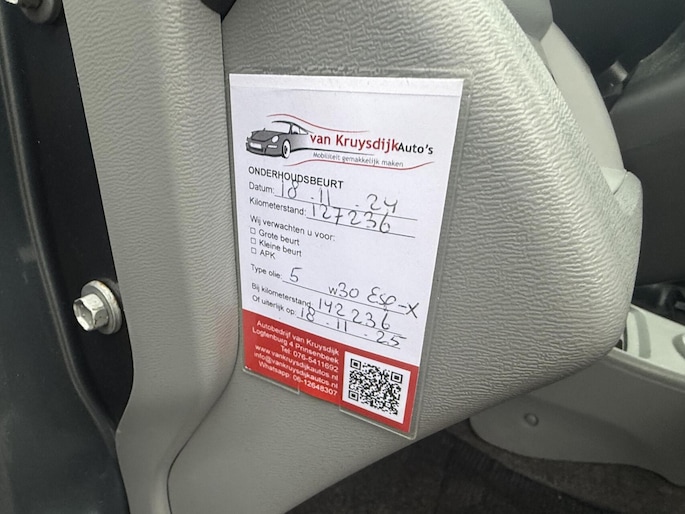 van Kruysdijk Auto's
Mobiliteit gemakkelijk maken
ONDERHOUDSBEURT
Datum: 18 . 11 . 24
Kilometerstand: 127236
Wij verwachten u voor:
☐ Grote beurt
☐ Kleine beurt
☐ APK
Type olie: 5 w30 Esp-X
Bij kilometerstand: 142236
Of uiterlijk op: 18 . 11 . 25
Autobedrijf van Kruysdijk
Logtenburg 4 Prinsenbeek
Tel: 076-5411692
www.vankruysdijkautos.nl
info@vankruysdijkautos.nl
Whatsapp: 06-12648307